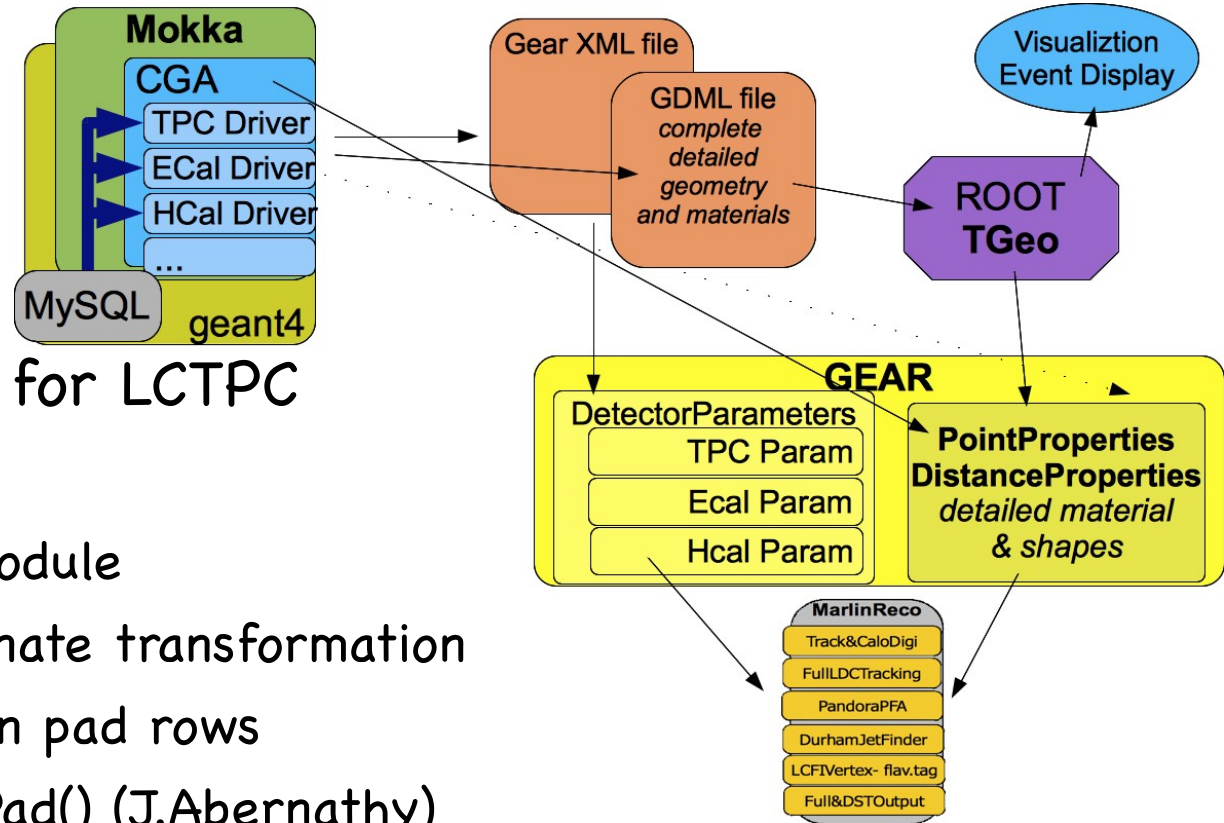 Mokka
CGA
TPC Driver
ECal Driver
HCal Driver
...
MySQL
geant4
Gear XML file
GDML file
complete
detailed
geometry
and materials
Visualiztion
Event Display
ROOT
TGeo
for LCTPC
GEAR
DetectorParameters
TPC Param
Ecal Param
Hcal Param
PointProperties
DistanceProperties
detailed material
& shapes
MarlinReco
Track&CaloDigi
FullLDCTracking
PandoraPFA
DurhamJetFinder
LCFIVertex- flav.tag
Full&DSTOutput
odule
nate transformation
n pad rows
Pad() (J.Abernathy)